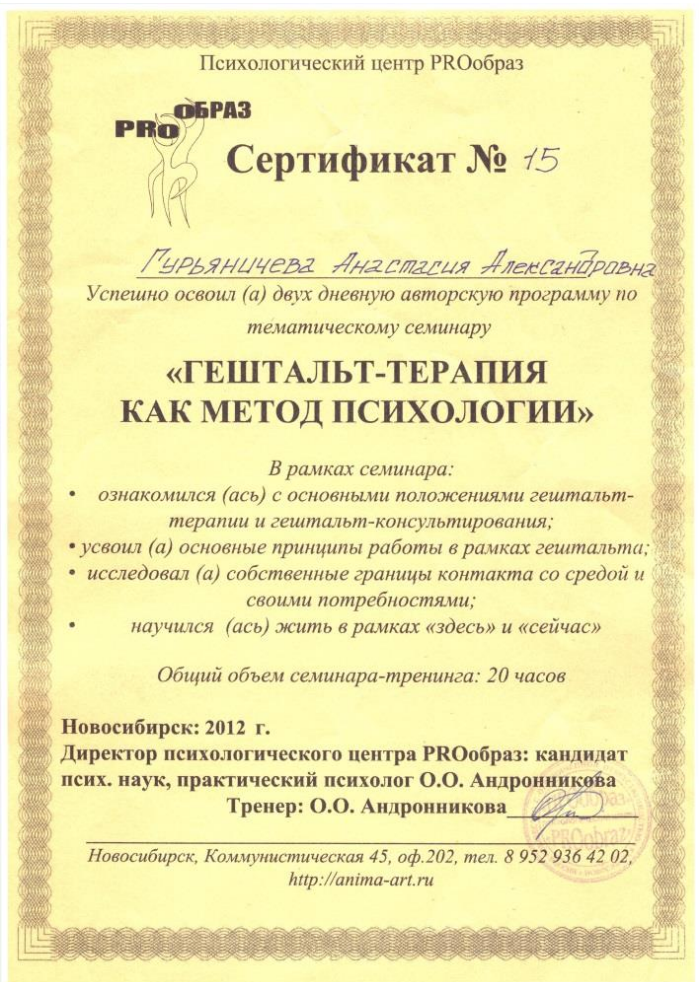 Психологический центр PROобраз
PROОБРАЗ
Сертификат № 15
Гурьяничева Анастасия Александровна
Успешно освоил (а) двух дневную авторскую программу по
тематическому семинару
«ГЕШТАЛЬТ-ТЕРАПИЯ
КАК МЕТОД ПСИХОЛОГИИ»
В рамках семинара:
• ознакомился (ась) с основными положениями гештальт-
терапии и гештальт-консультирования;
• усвоил (а) основные принципы работы в рамках гештальта;
• исследовал (а) собственные границы контакта со средой и
своими потребностями;
• научился (ась) жить в рамках «здесь» и «сейчас»
Общий объем семинара-тренинга: 20 часов
Новосибирск: 2012 г.
Директор психологического центра PROобраз: кандидат
псих. наук, практический психолог О.О. Андронникова
Тренер: О.О. Андронникова
PROобраз
«PROobraz»
Новосибирск, Коммунистическая 45, оф.202, тел. 8 952 936 42 02,
http://anima-art.ru